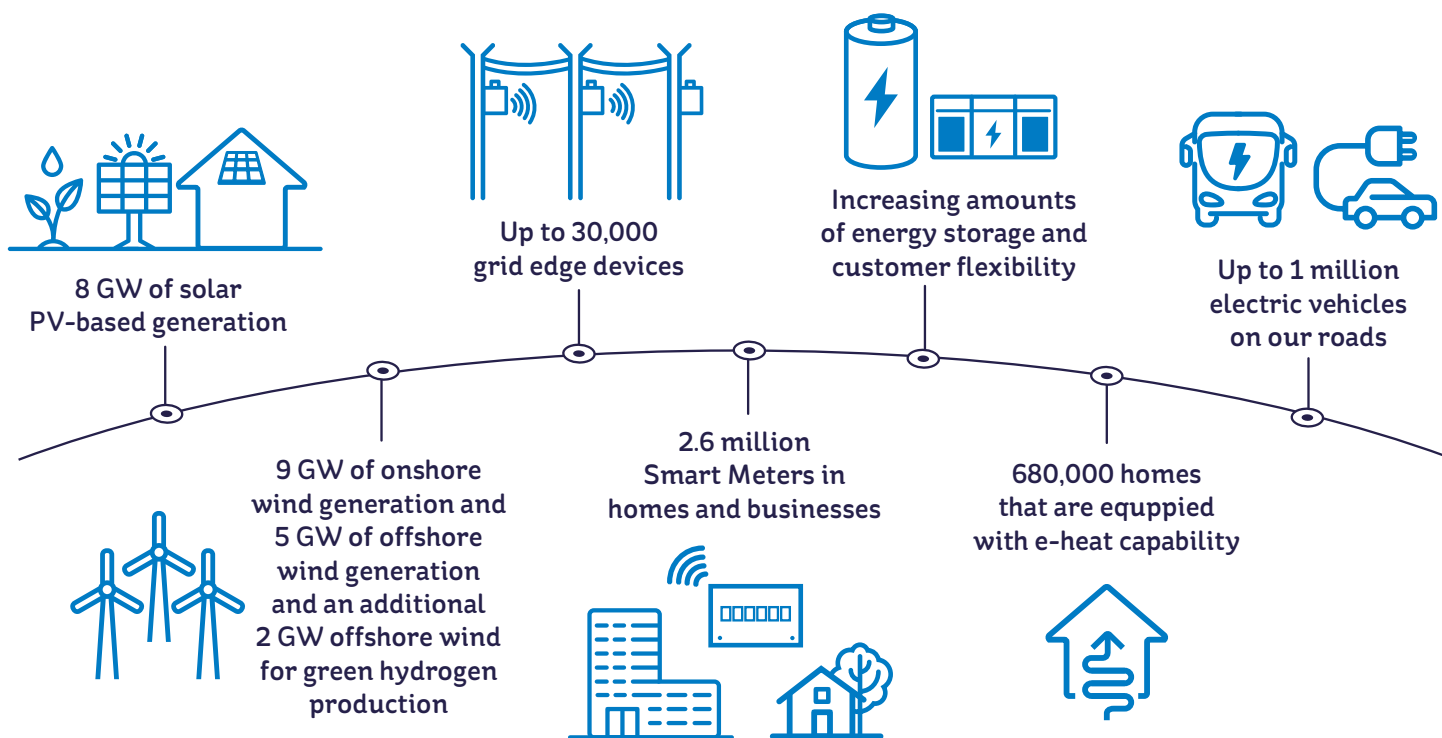 8 GW of solar
PV-based generation
9 GW of onshore
wind generation and
5 GW of offshore
wind generation
and an additional
2 GW offshore wind
for green hydrogen
production
Up to 30,000
grid edge devices
2.6 million
Smart Meters in
homes and businesses
Increasing amounts
of energy storage and
customer flexibility
680,000 homes
that are equppied
with e-heat capability
Up to 1 million
electric vehicles
on our roads